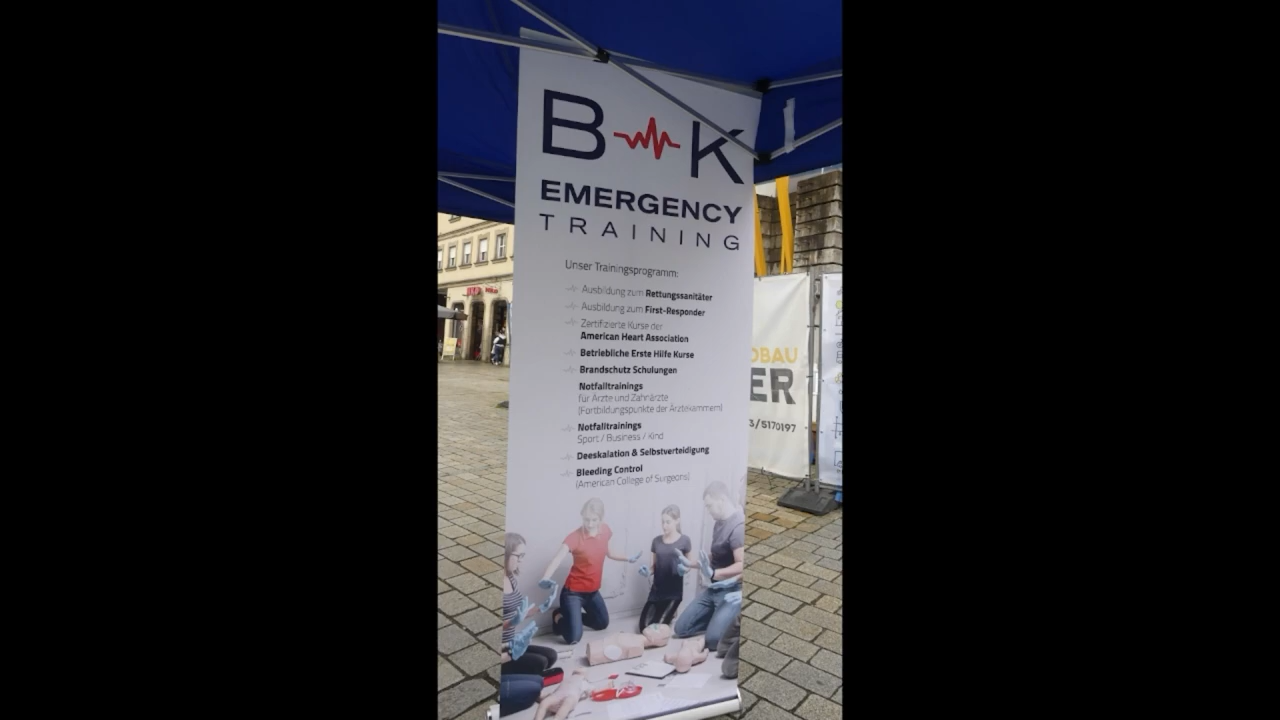 B K
EMERGENCY
TRAINING
Unser Trainingsprogramm:
Ausbildung zum Rettungssanitäter
Ausbildung zum First-Responder
Zertifizierte Kurse der
American Heart Association
Betriebliche Erste Hilfe Kurse
Brandschutz Schulungen
Notfalltrainings
für Ärzte und Zahnärzte
(Fortbildungspunkte der Ärztekammern)
Notfalltrainings
Sport / Business / Kind
Deeskalation & Selbstverteidigung
Bleeding Control
(American College of Surgeons)
OBAU
ER
3/5170197